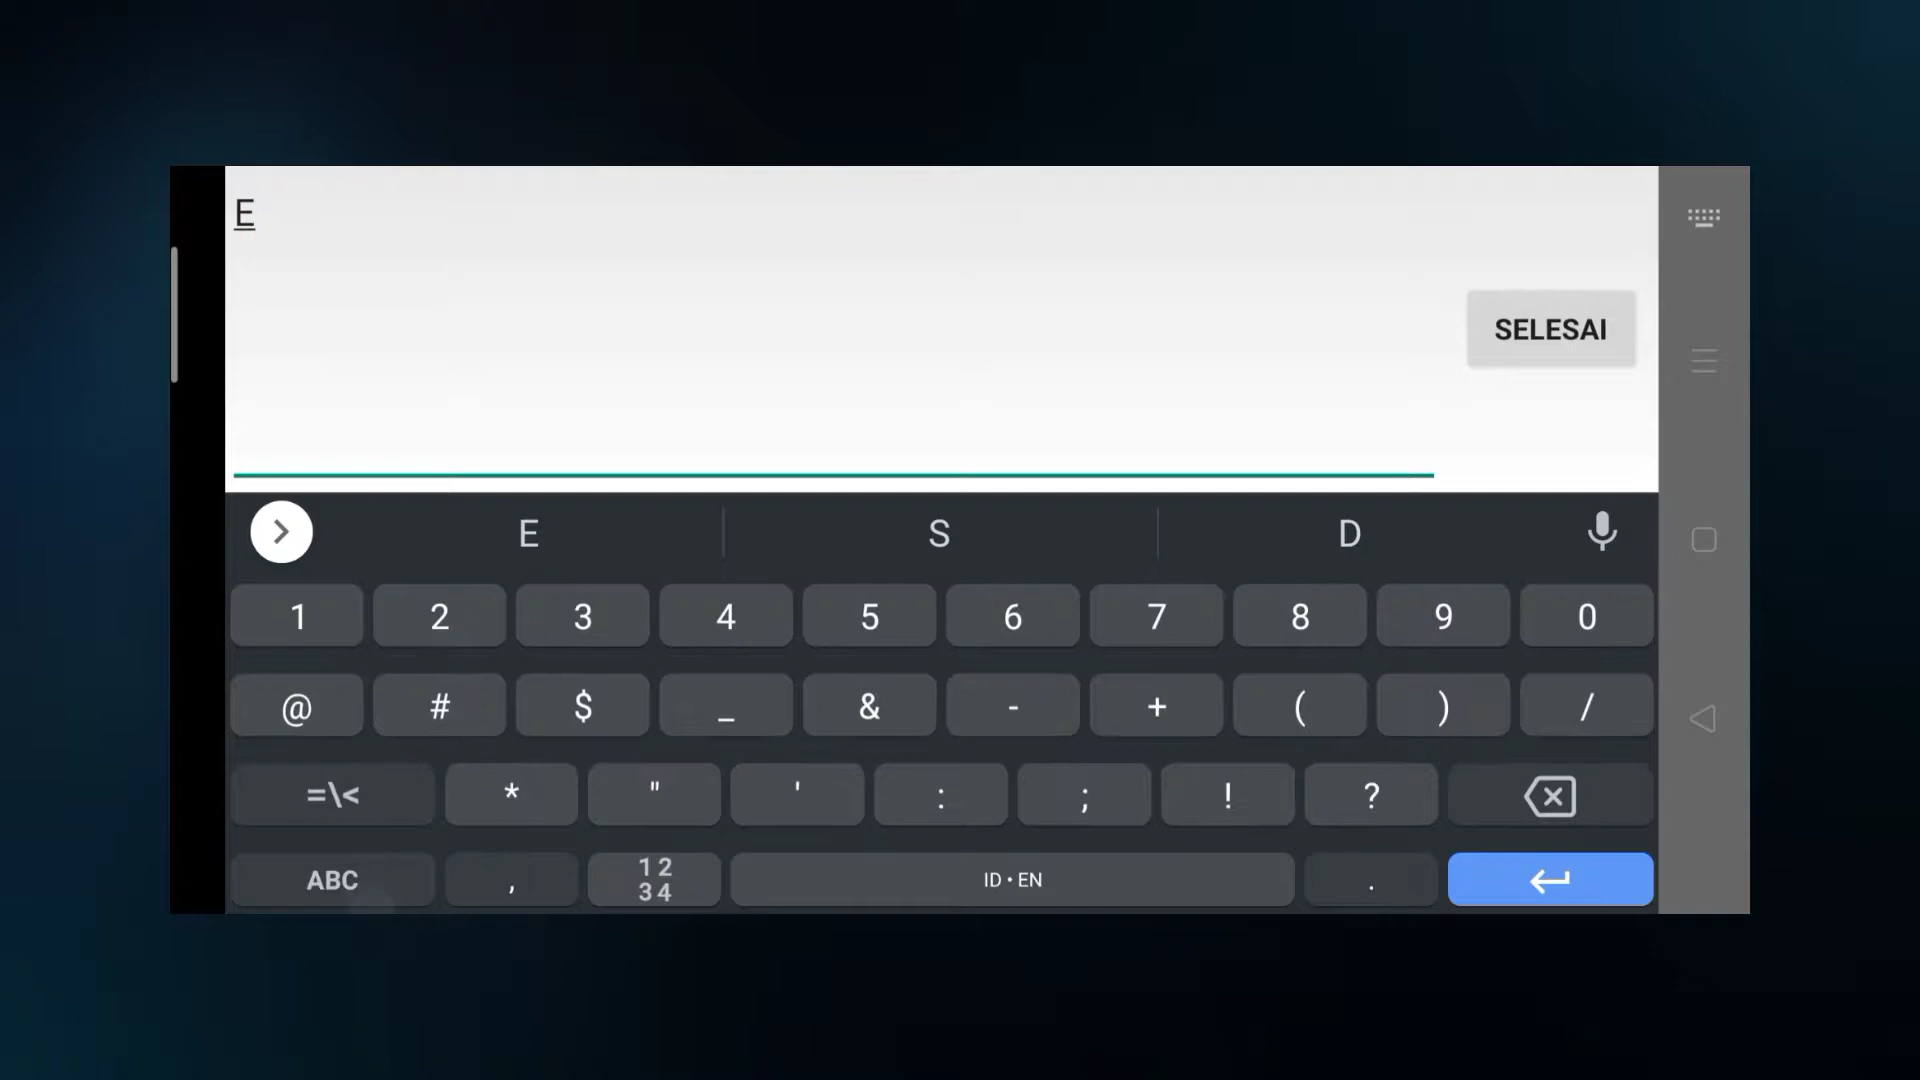 E
SELESAI
E S D
1 2 3 4 5 6 7 8 9 0
@ # $ _ & - + ( ) /
=\< * " ' : ; ! ?
ABC , 12 ID • EN .
34